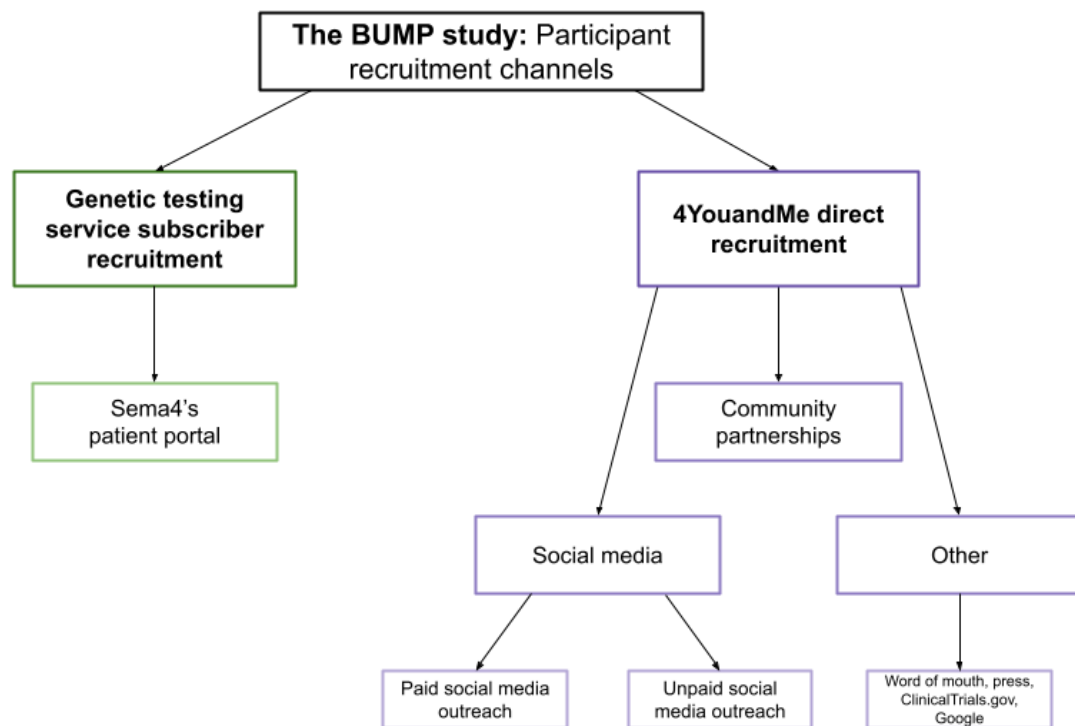 The BUMP study: Participant
recruitment channels
Genetic testing
service subscriber
recruitment
4YouandMe direct
recruitment
Sema4's
patient portal
Community
partnerships
Social media
Other
Paid social media
outreach
Unpaid social
media outreach
Word of mouth, press,
ClinicalTrials.gov,
Google